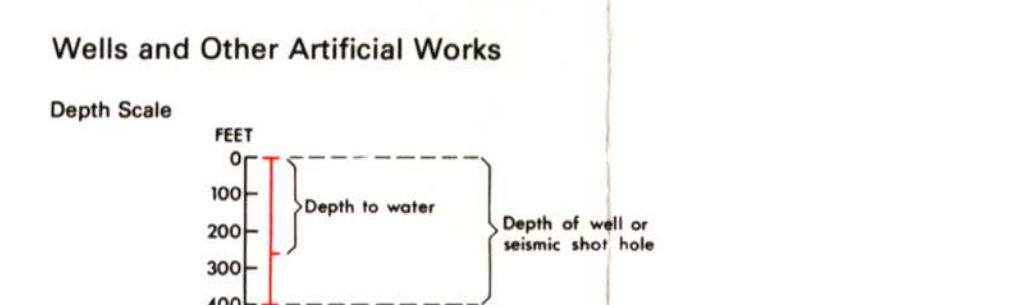 Wells and Other Artificial Works
Depth Scale
FEET
0
100
Depth to water
200
Depth of well or
seismic shot hole
300
400